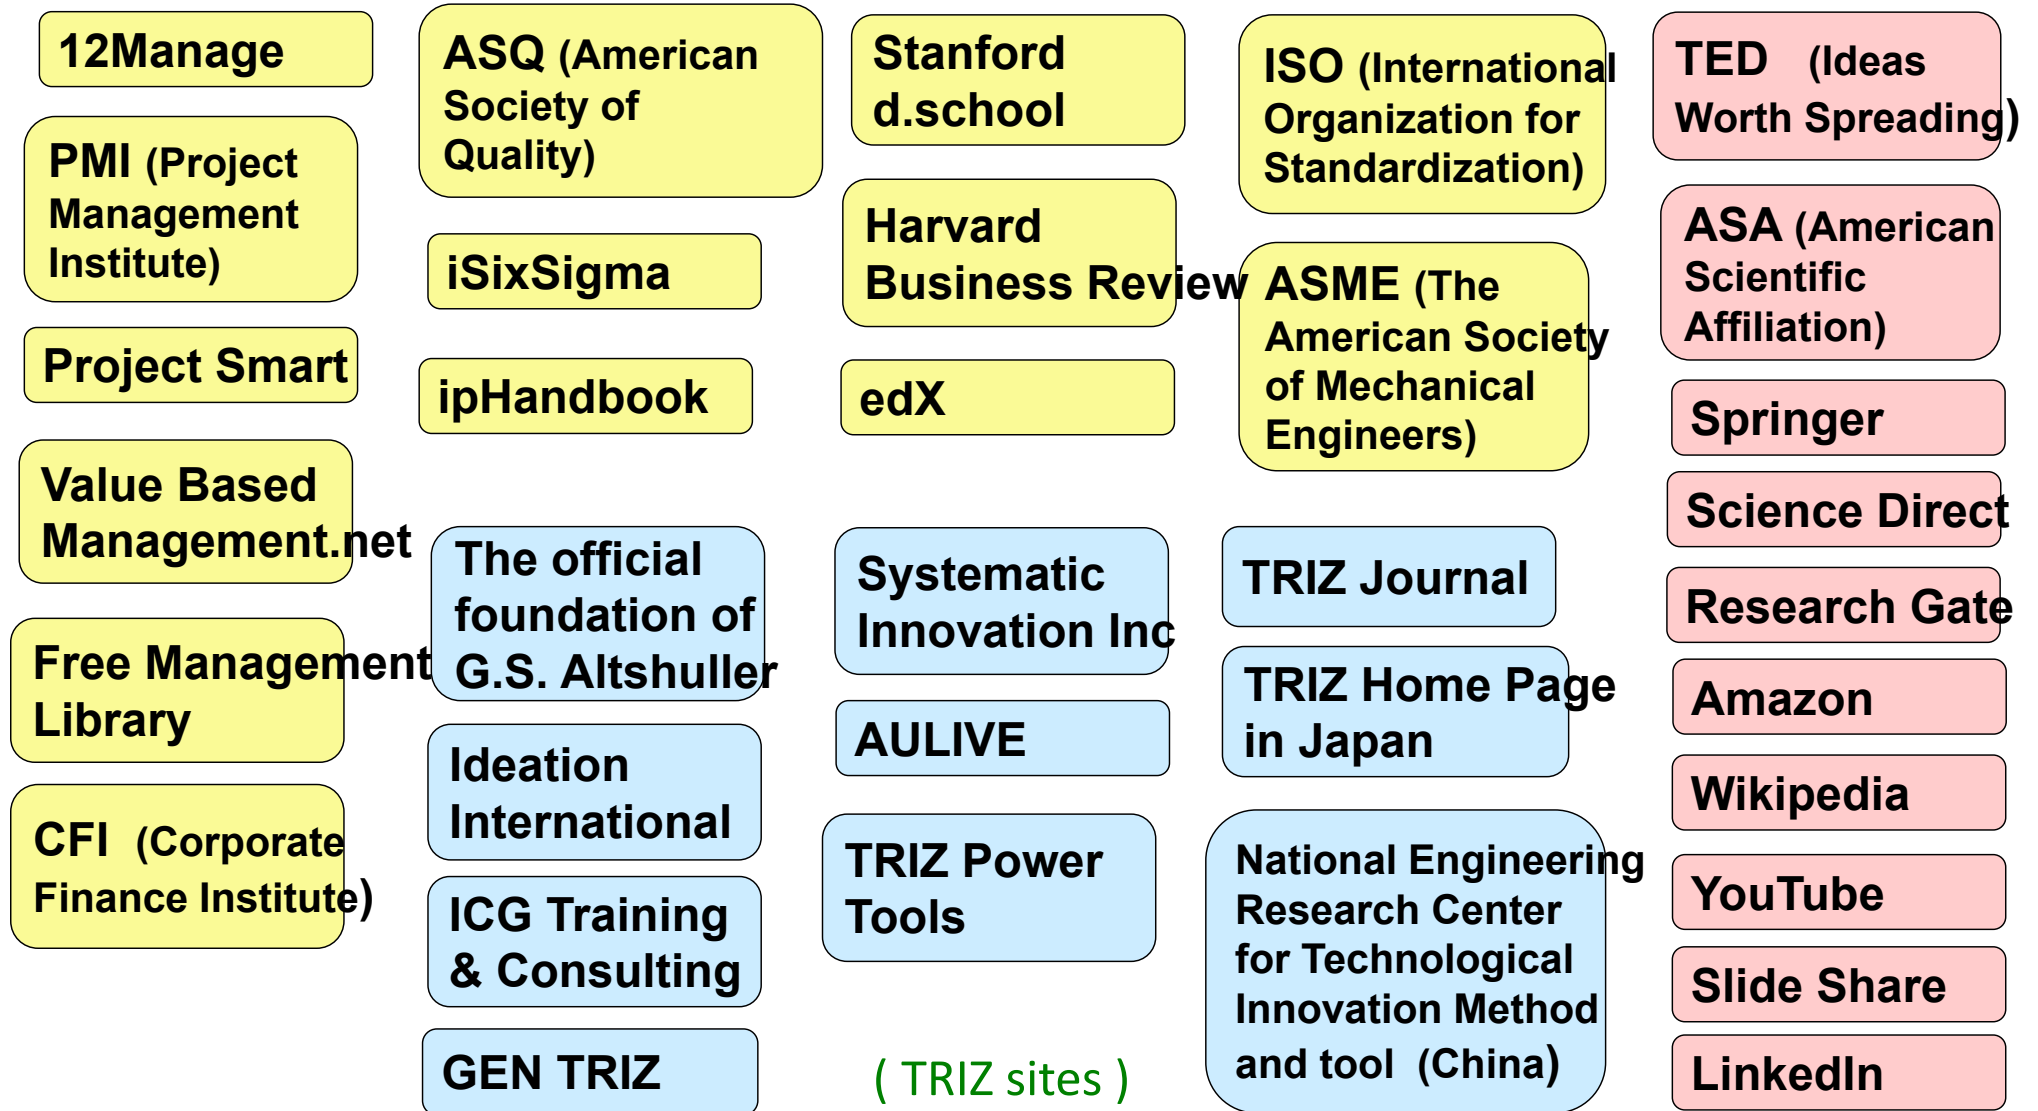 12Manage
PMI (Project
Management
Institute)
Project Smart
Value Based
Management.net
Free Management
Library
CFI (Corporate
Finance Institute)
ASQ (American
Society of
Quality)
iSixSigma
ipHandbook
Stanford
d.school
Harvard
Business Review
edX
ISO (International
Organization for
Standardization)
ASME (The
American Society
of Mechanical
Engineers)
The official
foundation of
G.S. Altshuller
Ideation
International
ICG Training
& Consulting
GEN TRIZ
Systematic
Innovation Inc
AULIVE
TRIZ Power
Tools
( TRIZ sites )
TRIZ Journal
TRIZ Home Page
in Japan
National Engineering
Research Center
for Technological
Innovation Method
and tool (China)
TED (Ideas
Worth Spreading)
ASA (American
Scientific
Affiliation)
Springer
Science Direct
Research Gate
Amazon
Wikipedia
YouTube
Slide Share
LinkedIn